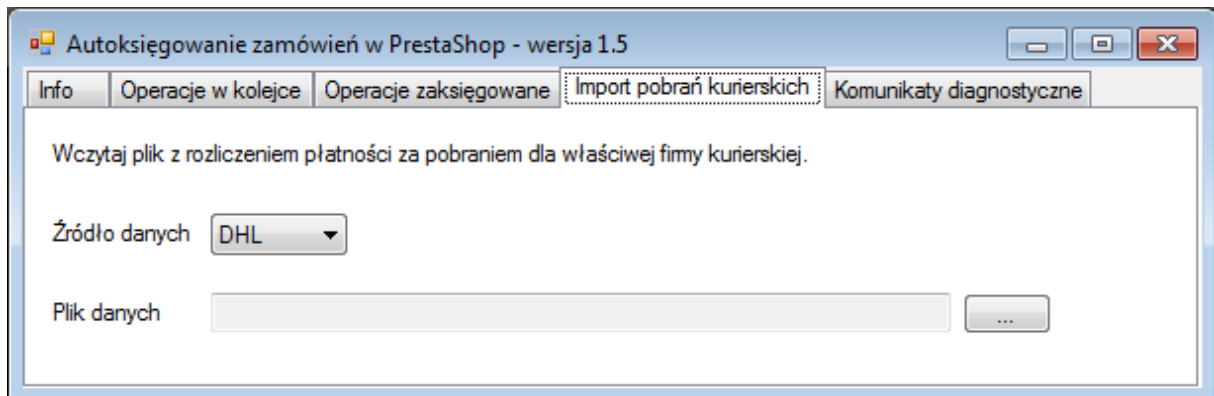 Autoksięgowanie zamówień w PrestaShop - wersja 1.5
Info Operacje w kolejce Operacje zaksięgowane Import pobrań kurierskich Komunikaty diagnostyczne
Wczytaj plik z rozliczeniem płatności za pobraniem dla właściwej firmy kurierskiej.
Źródło danych DHL
Plik danych ...